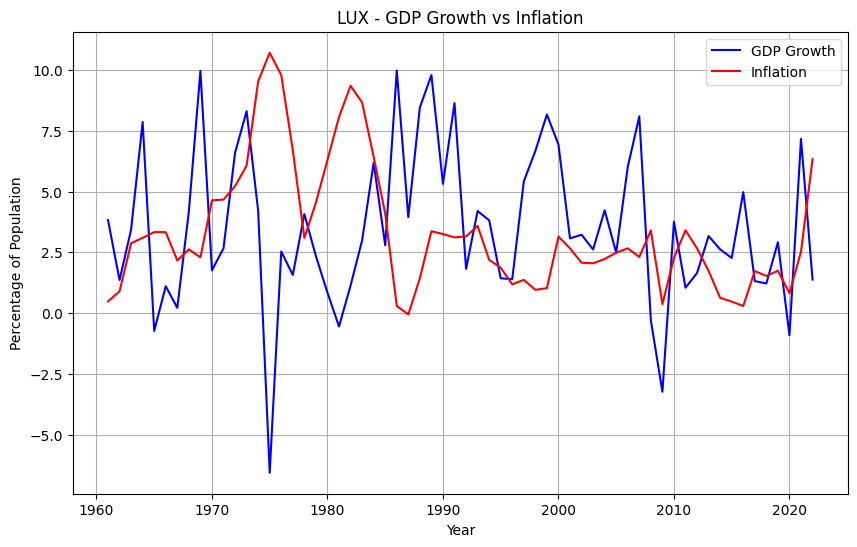 LUX - GDP Growth vs Inflation
GDP Growth
Inflation
Percentage of Population
10.0
7.5
5.0
2.5
0.0
−2.5
−5.0
1960
1970
1980
1990
2000
2010
2020
Year